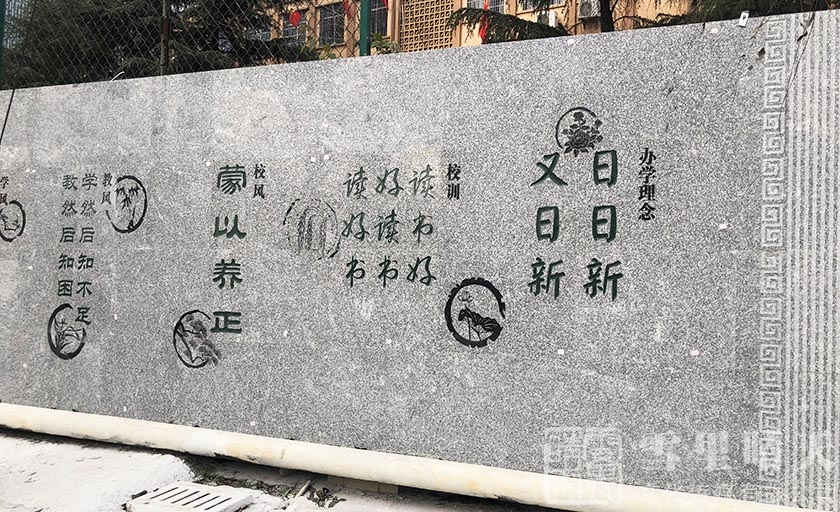 办学理念
日日新
又日新
校训
读书好
好读书
读好书
校风
蒙以养正
教风
学然后知不足
教然后知困
学风